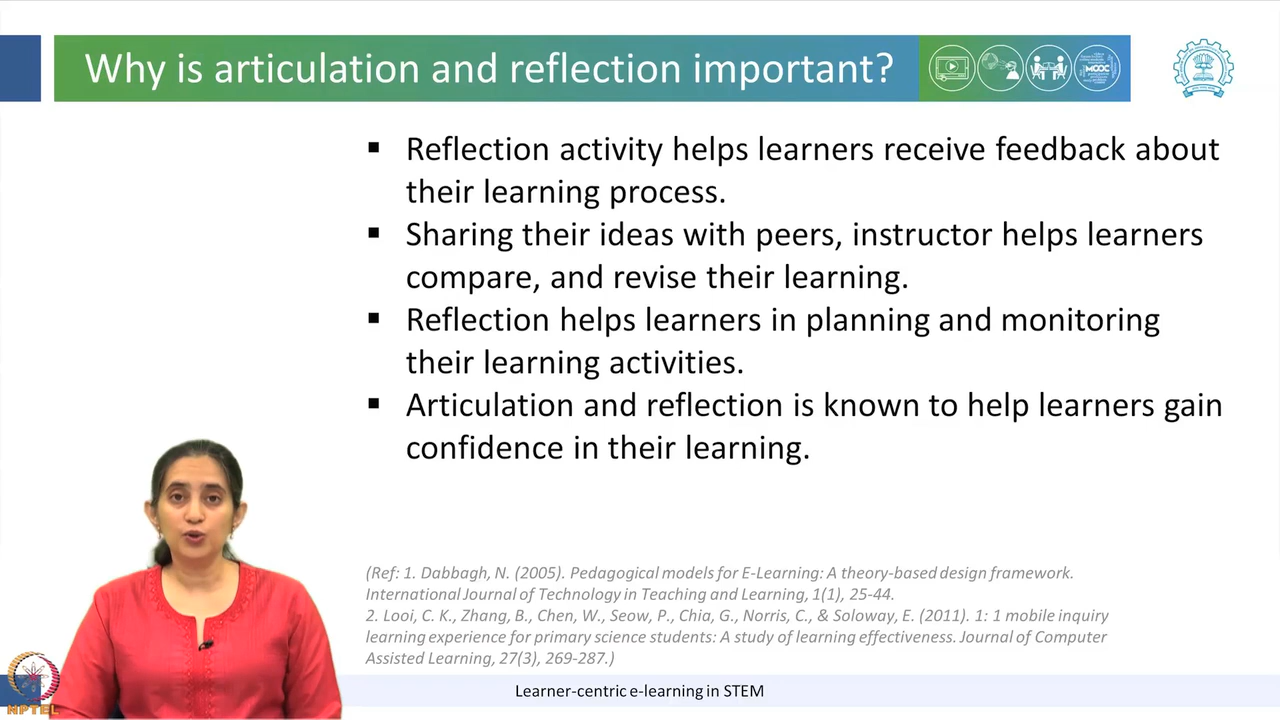 Why is articulation and reflection important?
MOOC
▪ Reflection activity helps learners receive feedback about
their learning process.
▪ Sharing their ideas with peers, instructor helps learners
compare, and revise their learning.
▪ Reflection helps learners in planning and monitoring
their learning activities.
▪ Articulation and reflection is known to help learners gain
confidence in their learning.
(Ref: 1. Dabbagh, N. (2005). Pedagogical models for E-Learning: A theory-based design framework.
International Journal of Technology in Teaching and Learning, 1(1), 25-44.
2. Looi, C. K., Zhang, B., Chen, W., Seow, P., Chia, G., Norris, C., & Soloway, E. (2011). 1: 1 mobile inquiry
learning experience for primary science students: A study of learning effectiveness. Journal of Computer
Assisted Learning, 27(3), 269-287.)
NPTEL
Learner-centric e-learning in STEM